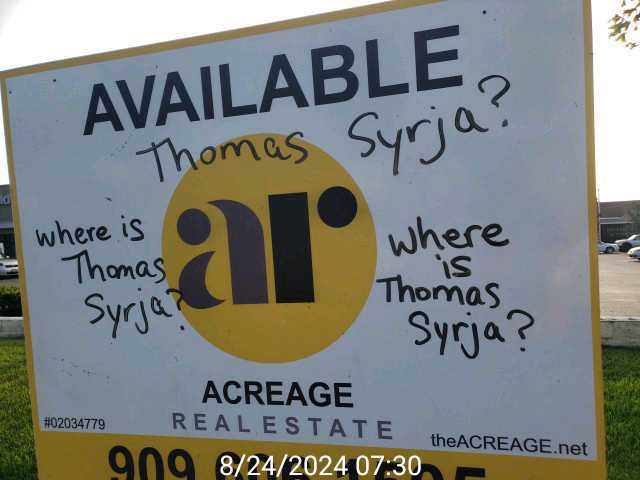 AVAILABLE
Thomas Syrja?
where is
Thomas
Syrja?
ar
where
is
Thomas
Syrja?
ACREAGE
REAL ESTATE
#02034779
theACREAGE.net
909
8/24/2024 07:30